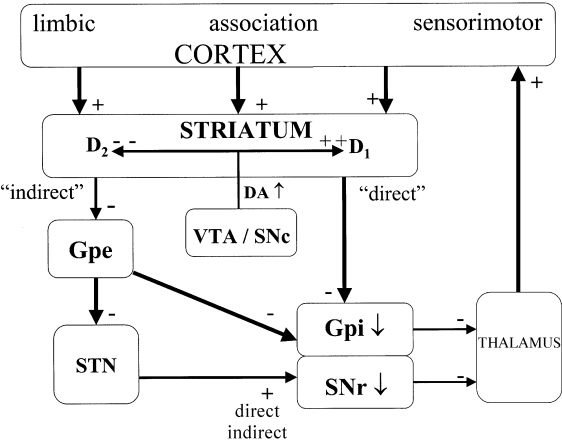 limbic association sensorimotor
CORTEX
+ + + +
STRIATUM
D2 - - ++D1
"indirect" DA ↑ "direct"
-
VTA / SNc
Gpe
- - -
Gpi ↓ -
STN THALAMUS
SNr ↓ -
+
direct
indirect